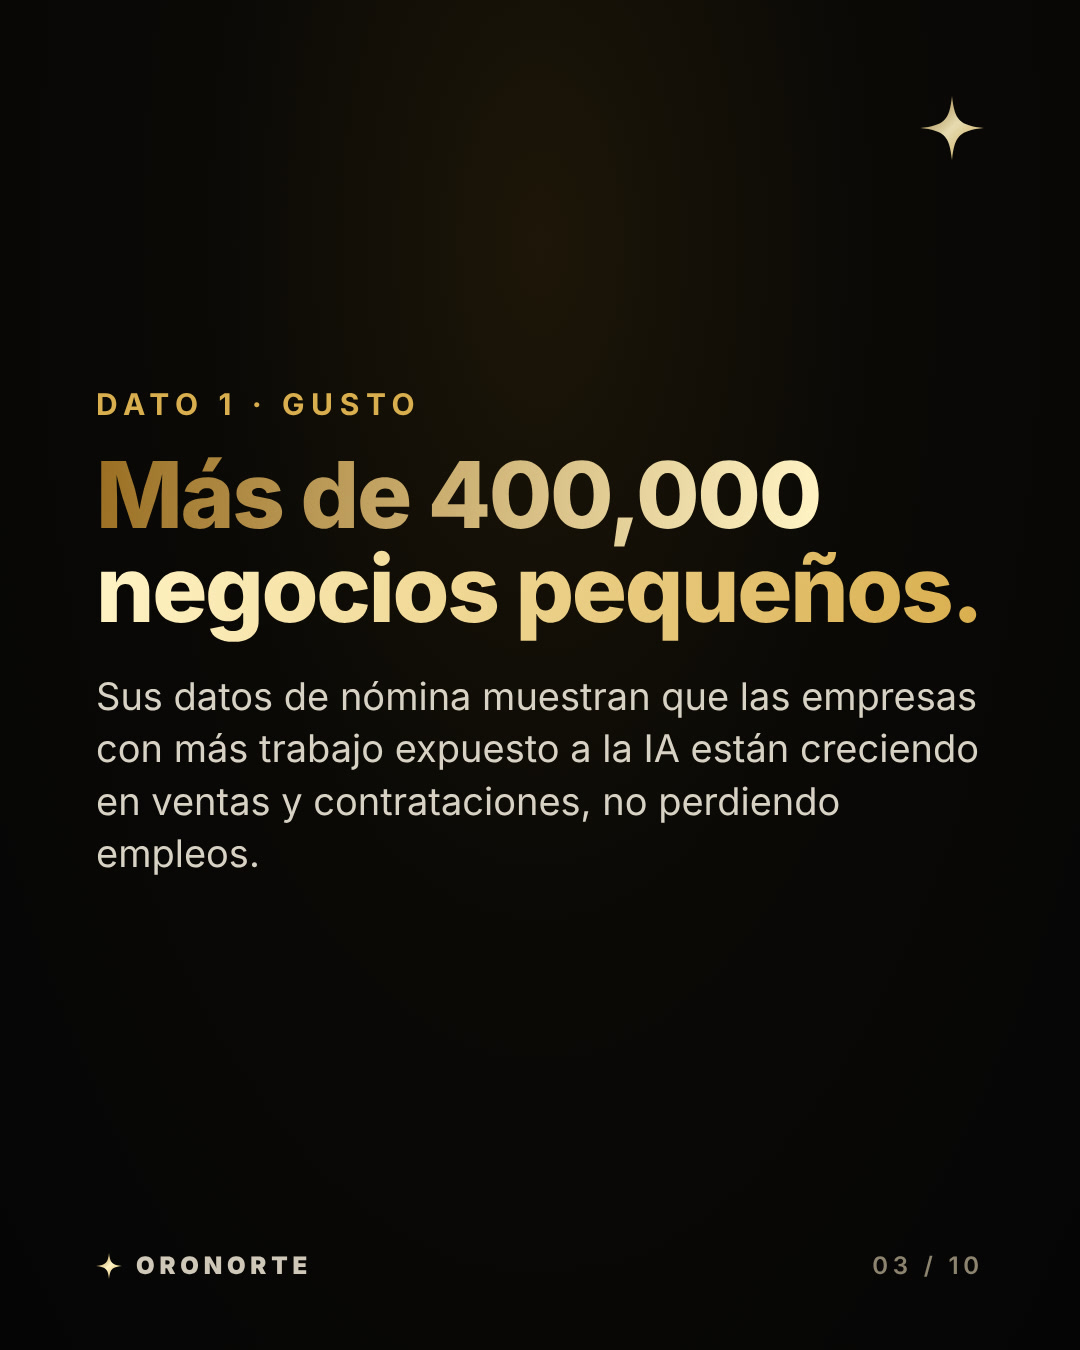 DATO 1 · GUSTO
Más de 400,000
negocios pequeños.
Sus datos de nómina muestran que las empresas
con más trabajo expuesto a la IA están creciendo
en ventas y contrataciones, no perdiendo
empleos.
ORONORTE
03 / 10